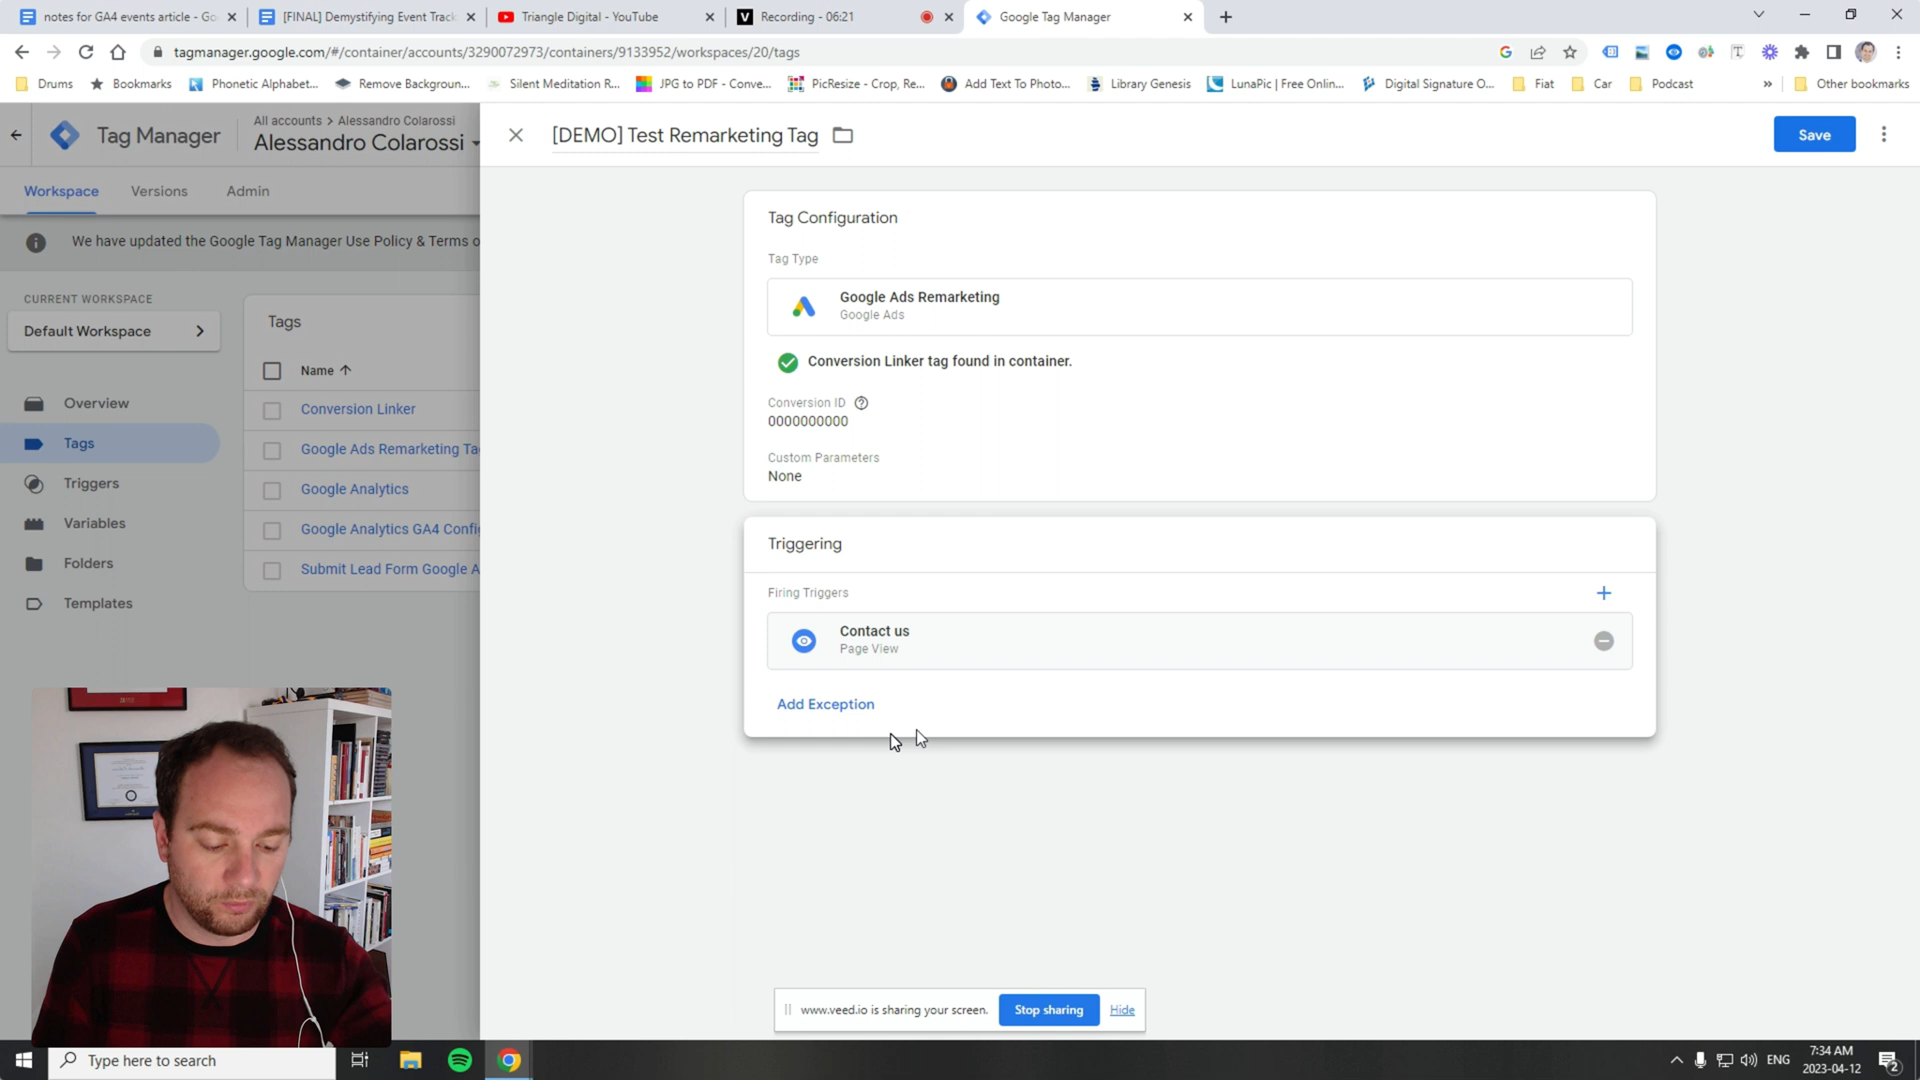 notes for GA4 events article - Go
[FINAL] Demystifying Event Track
Triangle Digital - YouTube
Recording - 06:21
Google Tag Manager
tagmanager.google.com/#/container/accounts/3290072973/containers/9133952/workspaces/20/tags
Drums
Bookmarks
Phonetic Alphabet...
Remove Backgroun...
Silent Meditation R...
JPG to PDF - Conve...
PicResize - Crop, Re...
Add Text To Photo...
Library Genesis
LunaPic | Free Onlin...
Digital Signature O...
Fiat
Car
Podcast
»
Other bookmarks
Tag Manager
All accounts > Alessandro Colarossi
Alessandro Colarossi
[DEMO] Test Remarketing Tag
Save
Workspace
Versions
Admin
We have updated the Google Tag Manager Use Policy & Terms o
CURRENT WORKSPACE
Default Workspace
Overview
Tags
Triggers
Variables
Folders
Templates
Tags
Name
Conversion Linker
Google Ads Remarketing Ta
Google Analytics
Google Analytics GA4 Confi
Submit Lead Form Google A
Tag Configuration
Tag Type
Google Ads Remarketing
Google Ads
Conversion Linker tag found in container.
Conversion ID
0000000000
Custom Parameters
None
Triggering
Firing Triggers
Contact us
Page View
Add Exception
www.veed.io is sharing your screen.
Stop sharing
Hide
Type here to search
ENG
7:34 AM
2023-04-12
2